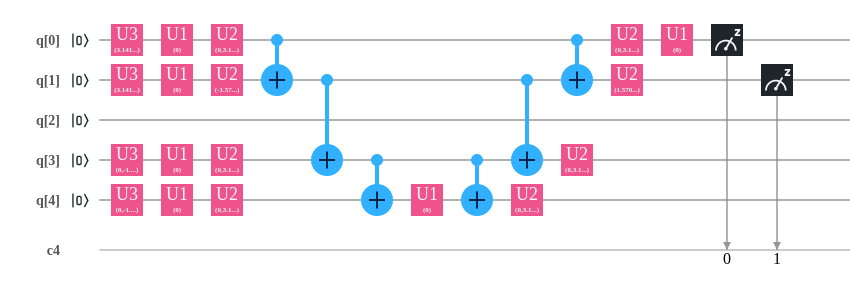 q[0] |0⟩ U3 (3.141...) U1 (0) U2 (0,3.1...) U2 (0,3.1...) U1 (0) z
q[1] |0⟩ U3 (3.141...) U1 (0) U2 (-1.57...) U2 (1.570...) z
q[2] |0⟩
q[3] |0⟩ U3 (0,-1....) U1 (0) U2 (0,3.1...) U2 (0,3.1...)
q[4] |0⟩ U3 (0,-1....) U1 (0) U2 (0,3.1...) U1 (0) U2 (0,3.1...)
c4
0 1